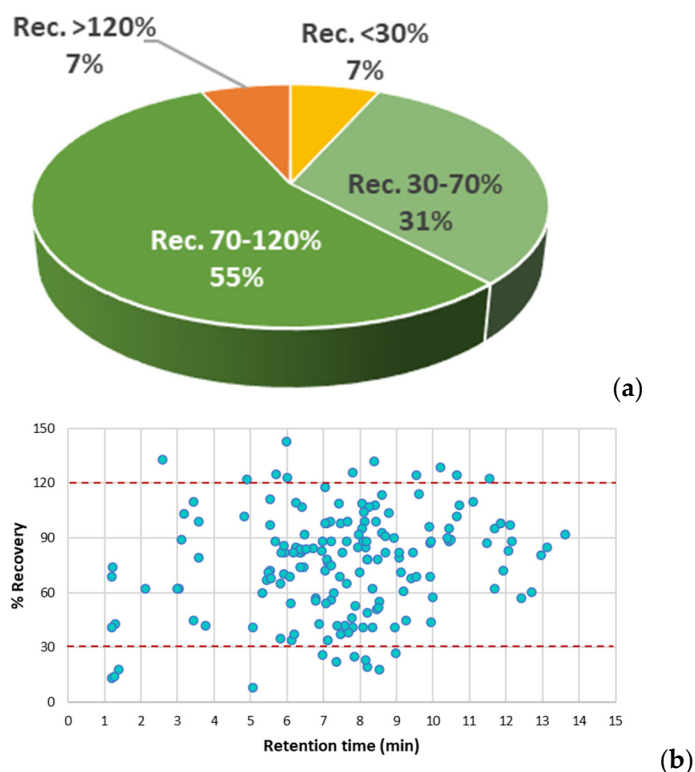 Rec. >120%
7%
Rec. <30%
7%
Rec. 30-70%
31%
Rec. 70-120%
55%
(a)
150
120
90
60
30
0
% Recovery
0 1 2 3 4 5 6 7 8 9 10 11 12 13 14 15
Retention time (min)
(b)